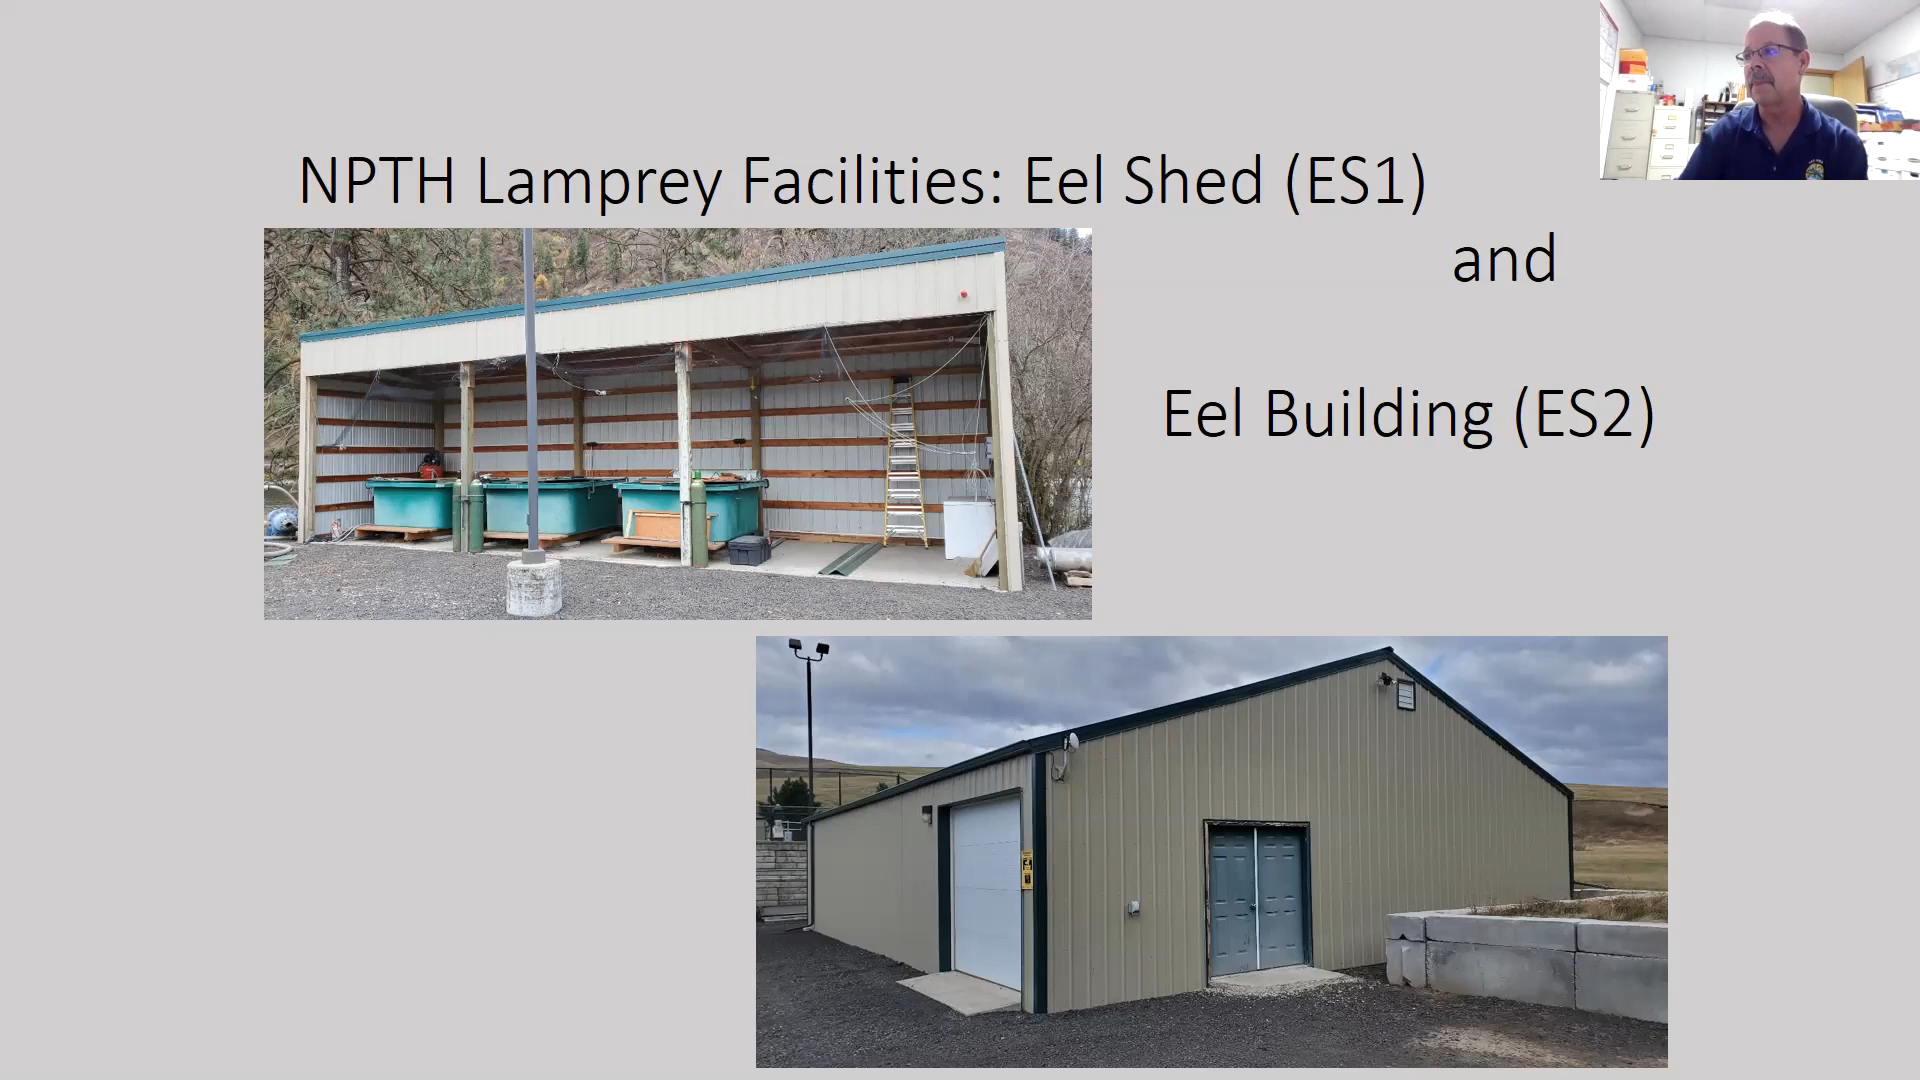 NPTH Lamprey Facilities: Eel Shed (ES1)
and
Eel Building (ES2)